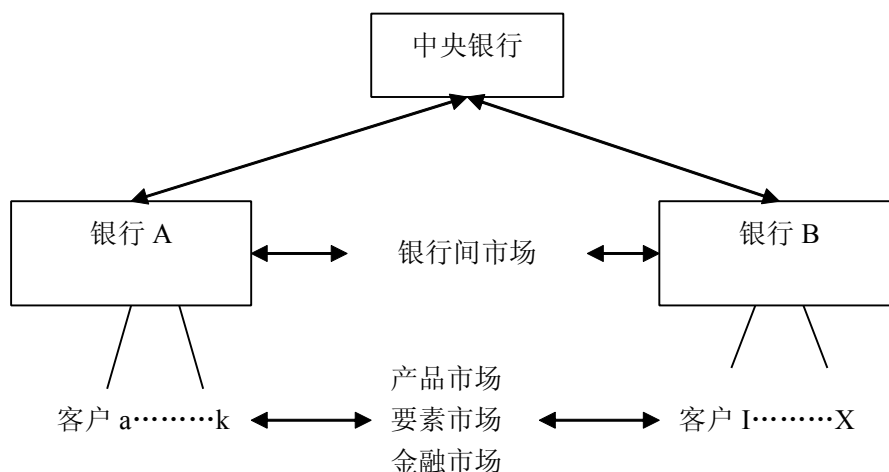 中央银行
银行 A
银行间市场
银行 B
产品市场
客户 a………k
要素市场
客户 I………X
金融市场